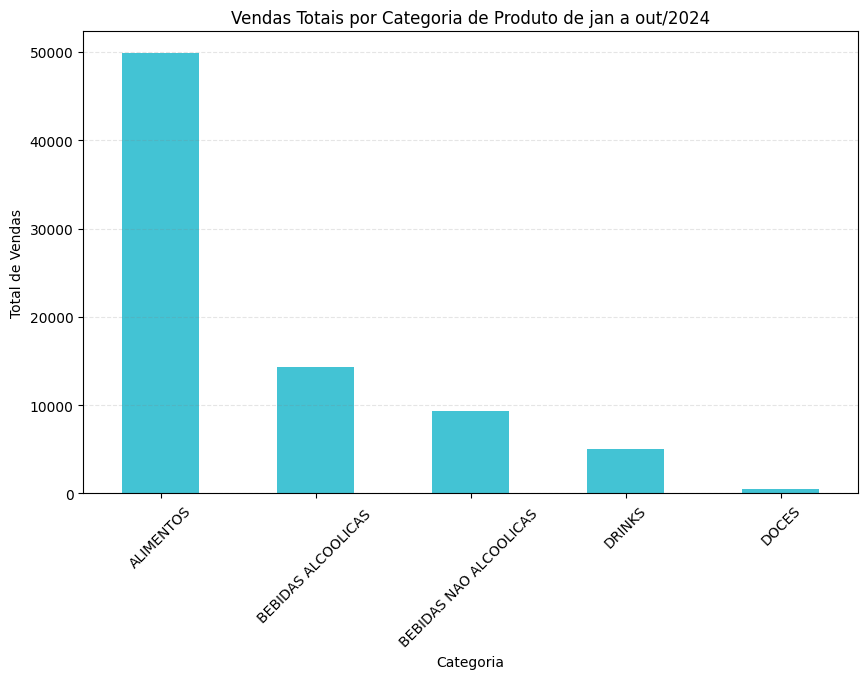 Vendas Totais por Categoria de Produto de jan a out/2024
Total de Vendas
50000
40000
30000
20000
10000
0
ALIMENTOS
BEBIDAS ALCOOLICAS
BEBIDAS NAO ALCOOLICAS
DRINKS
DOCES
Categoria